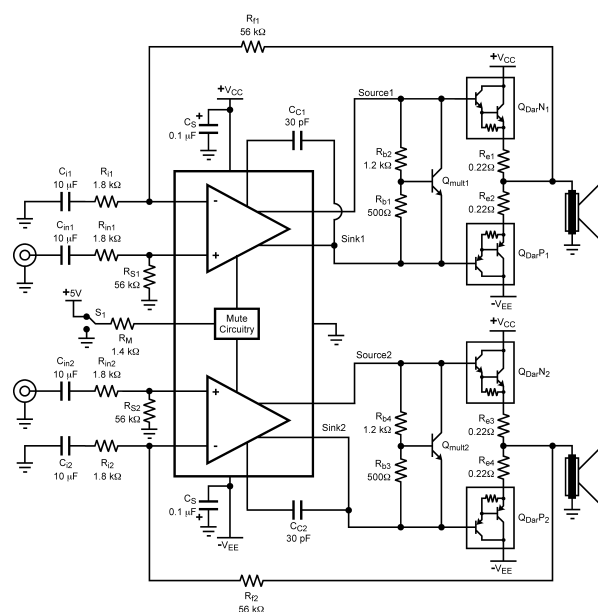 Rf1
56 kΩ
+VCC
+VCC
CS
0.1 µF
+
CC1
30 pF
Source1
QDarN1
Ci1
10 µF
Ri1
1.8 kΩ
Rb2
1.2 kΩ
Qmult1
Re1
0.22Ω
-
Cin1
10 µF
Rin1
1.8 kΩ
+
Rb1
500Ω
Re2
0.22Ω
Sink1
RS1
56 kΩ
QDarP1
-VEE
+5V
S1
RM
1.4 kΩ
Mute
Circuitry
+VCC
Cin2
10 µF
Rin2
1.8 kΩ
Source2
QDarN2
+
RS2
56 kΩ
Rb4
1.2 kΩ
Qmult2
Re3
0.22Ω
Sink2
-
Ci2
10 µF
Ri2
1.8 kΩ
Rb3
500Ω
Re4
0.22Ω
CS
0.1 µF
+
CC2
30 pF
QDarP2
-VEE
-VEE
Rf2
56 kΩ